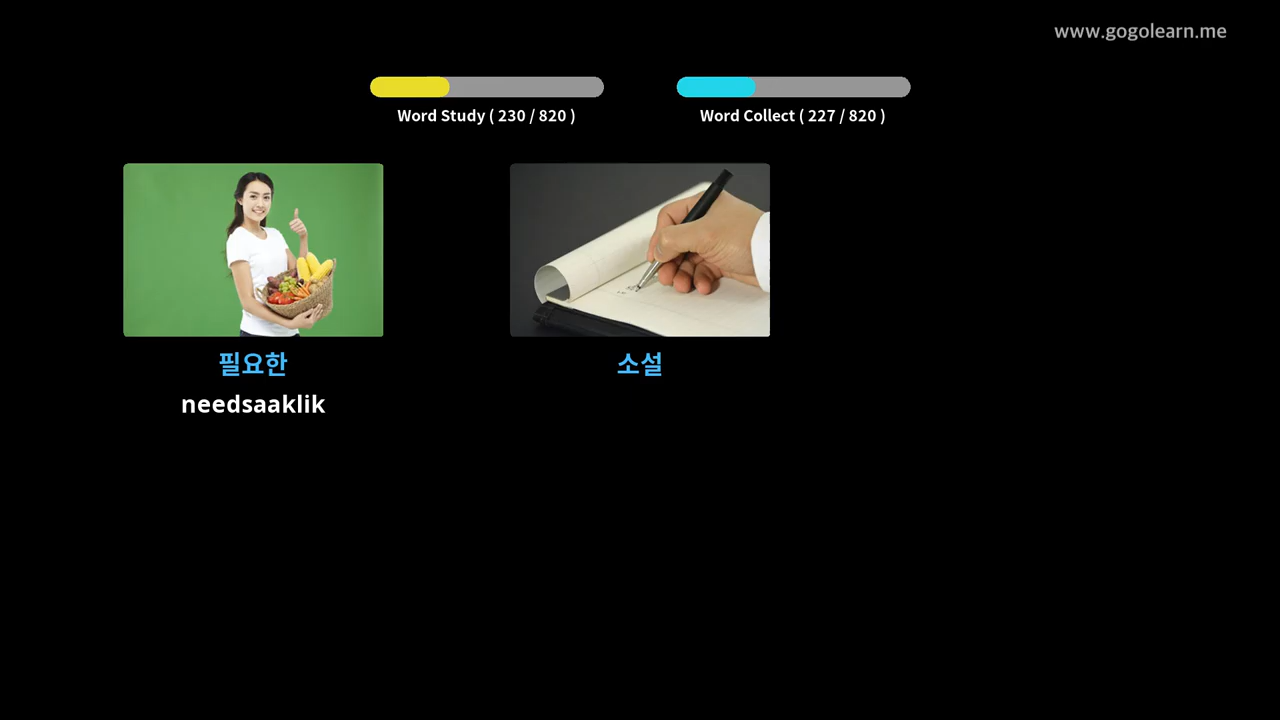 www.gogolearn.me
Word Study ( 230 / 820 )
Word Collect ( 227 / 820 )
필요한
소설
needsaaklik